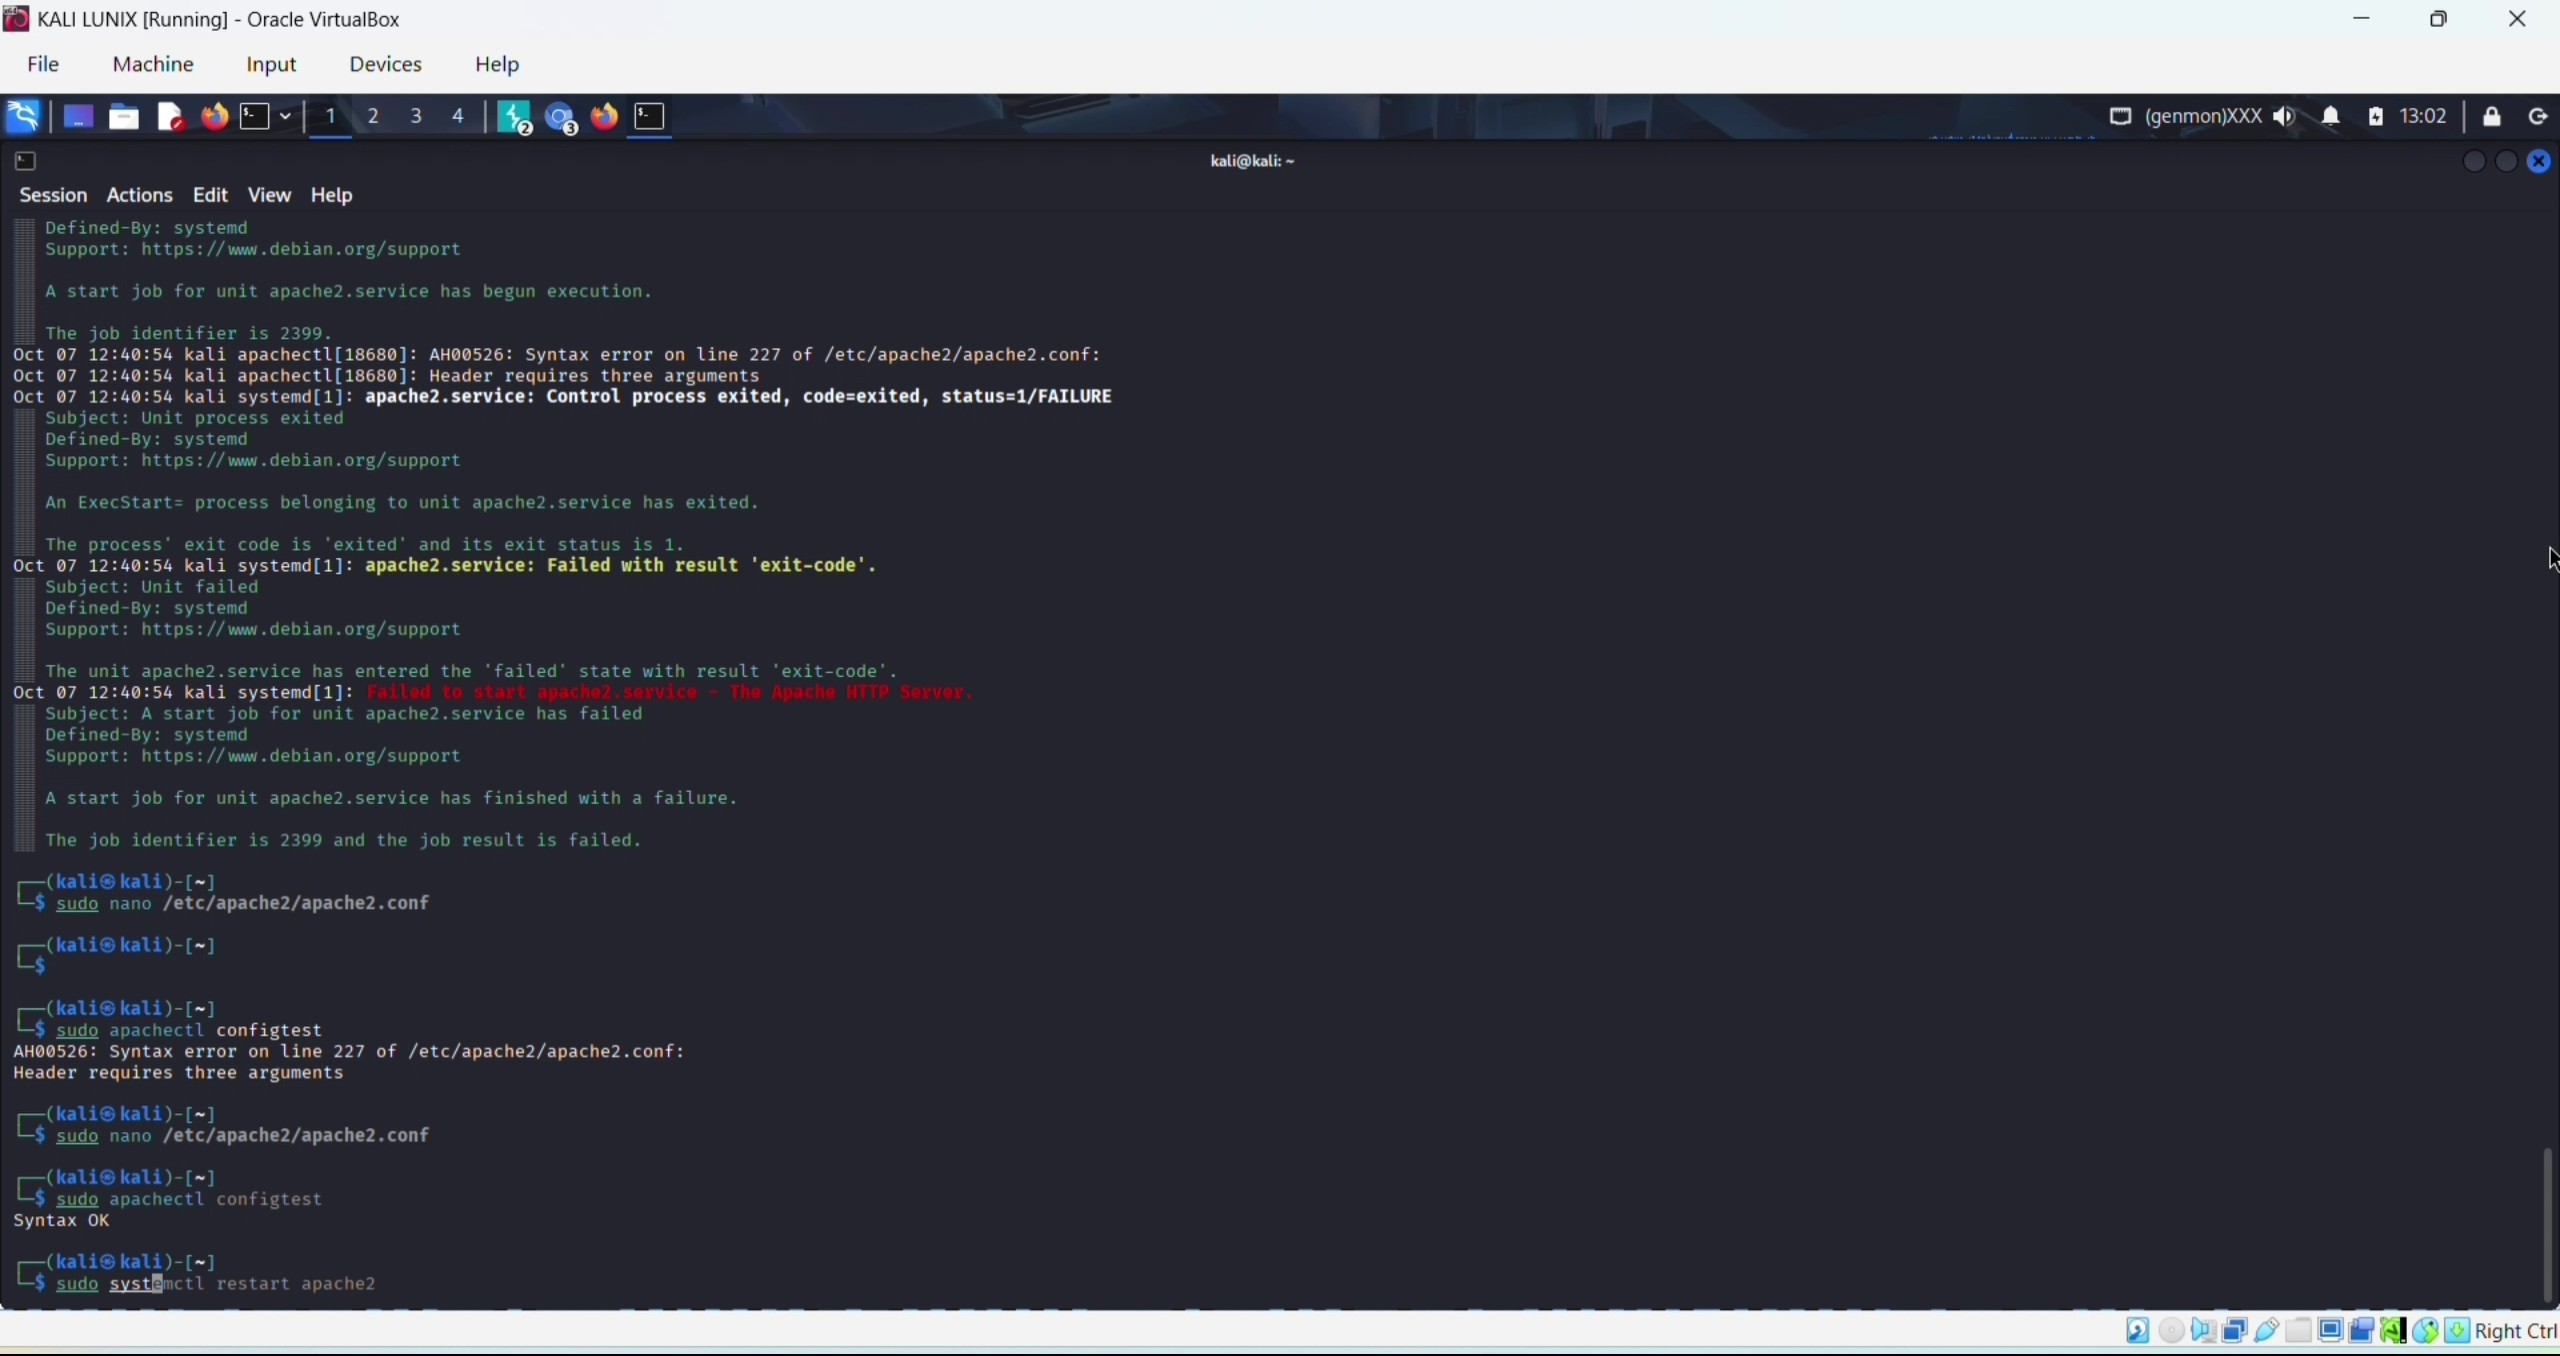 KALI LUNIX [Running] - Oracle VirtualBox
File Machine Input Devices Help
1 2 3 4 2 3 (genmon)XXX 13:02
kali@kali: ~
Session Actions Edit View Help
Defined-By: systemd
Support: https://www.debian.org/support
A start job for unit apache2.service has begun execution.
The job identifier is 2399.
Oct 07 12:40:54 kali apachectl[18680]: AH00526: Syntax error on line 227 of /etc/apache2/apache2.conf:
Oct 07 12:40:54 kali apachectl[18680]: Header requires three arguments
Oct 07 12:40:54 kali systemd[1]: apache2.service: Control process exited, code=exited, status=1/FAILURE
Subject: Unit process exited
Defined-By: systemd
Support: https://www.debian.org/support
An ExecStart= process belonging to unit apache2.service has exited.
The process' exit code is 'exited' and its exit status is 1.
Oct 07 12:40:54 kali systemd[1]: apache2.service: Failed with result 'exit-code'.
Subject: Unit failed
Defined-By: systemd
Support: https://www.debian.org/support
The unit apache2.service has entered the 'failed' state with result 'exit-code'.
Oct 07 12:40:54 kali systemd[1]: Failed to start apache2.service - The Apache HTTP Server.
Subject: A start job for unit apache2.service has failed
Defined-By: systemd
Support: https://www.debian.org/support
A start job for unit apache2.service has finished with a failure.
The job identifier is 2399 and the job result is failed.
┌──(kali㉿kali)-[~]
└─$ sudo nano /etc/apache2/apache2.conf
┌──(kali㉿kali)-[~]
└─$
┌──(kali㉿kali)-[~]
└─$ sudo apachectl configtest
AH00526: Syntax error on line 227 of /etc/apache2/apache2.conf:
Header requires three arguments
┌──(kali㉿kali)-[~]
└─$ sudo nano /etc/apache2/apache2.conf
┌──(kali㉿kali)-[~]
└─$ sudo apachectl configtest
Syntax OK
┌──(kali㉿kali)-[~]
└─$ sudo systemctl restart apache2
Right Ctrl